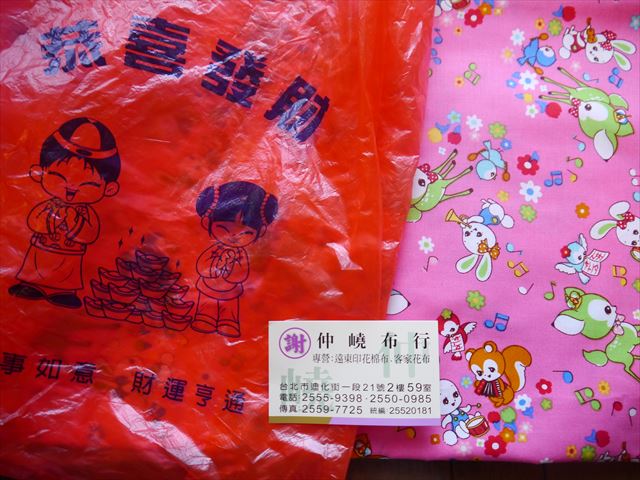 恭喜發財
事如意 財運亨通
謝 仲嶢布行
專營:遠東印花棉布、客家花布
台北市迪化街一段21號2樓59室
電話:2555-9398·2550-0985
傳真:2559-7725 統編:25520181